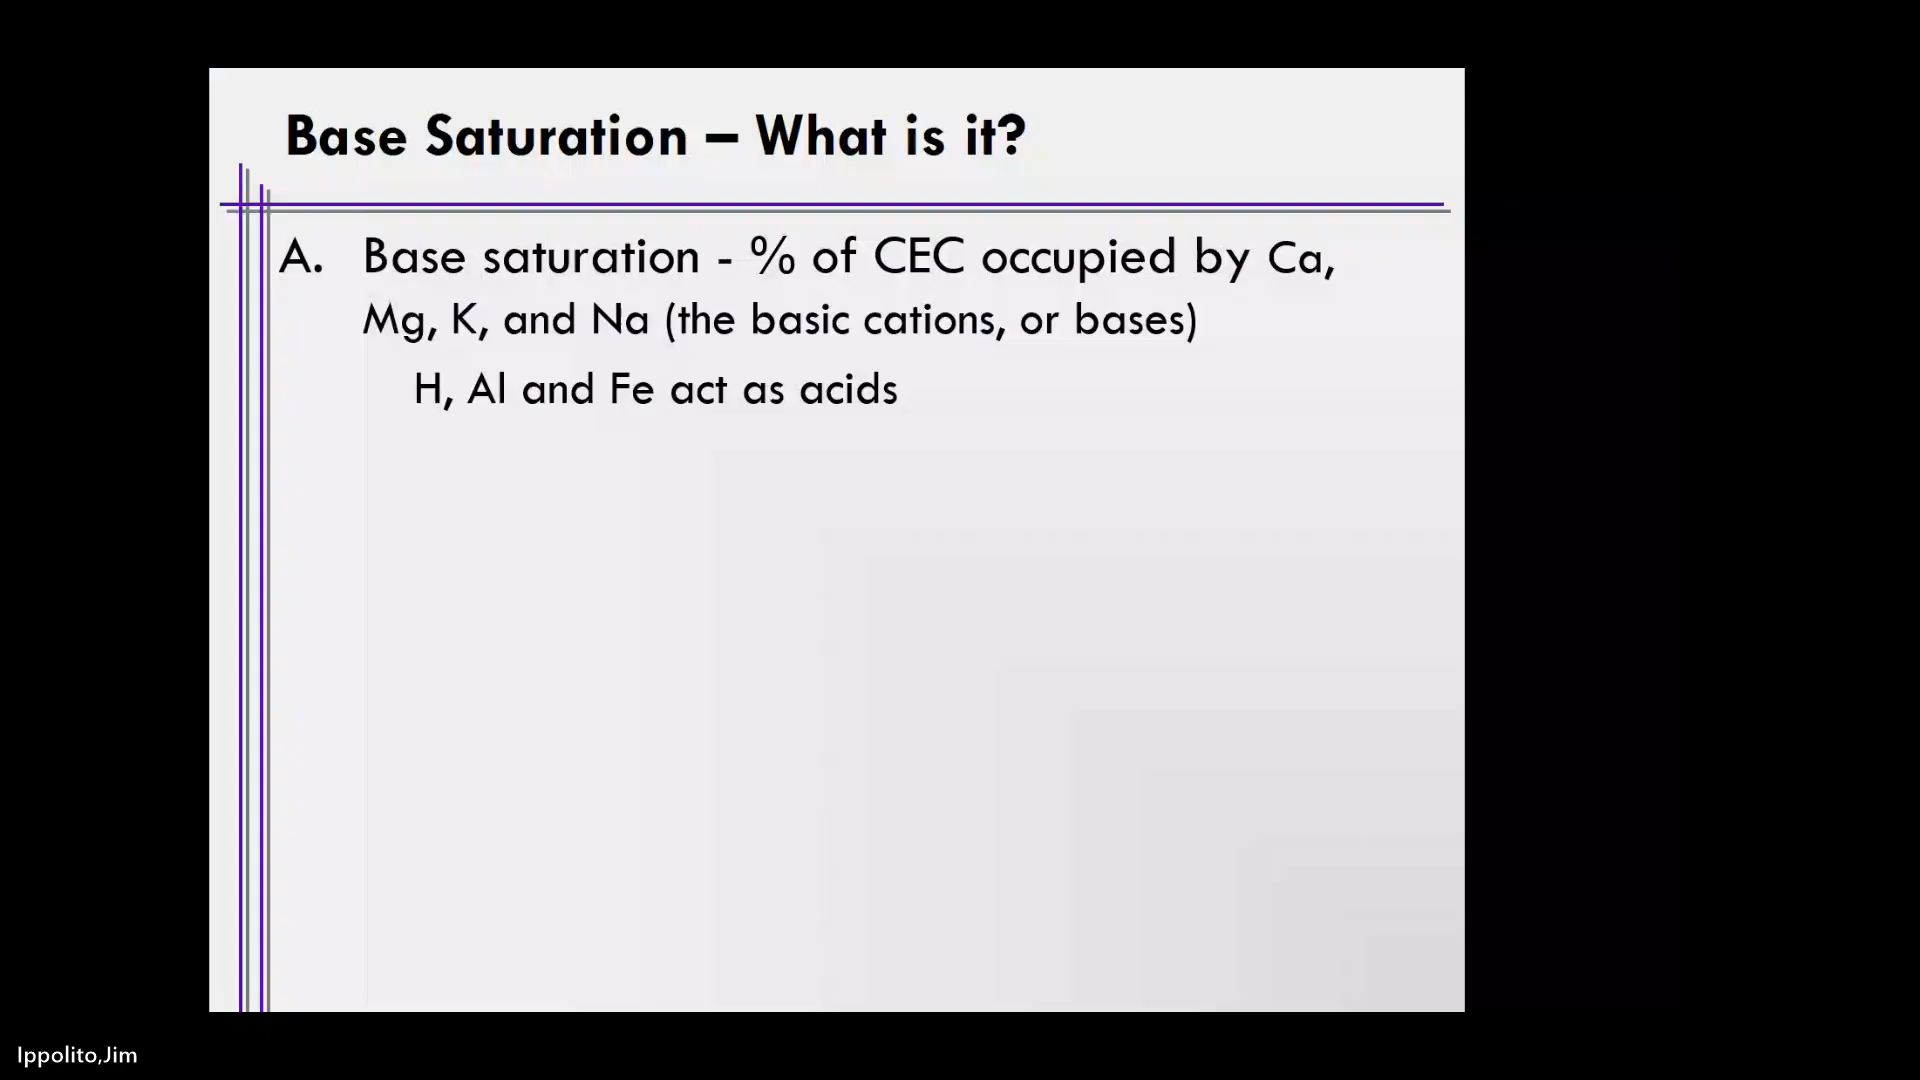 Base Saturation – What is it?
A. Base saturation - % of CEC occupied by Ca,
Mg, K, and Na (the basic cations, or bases)
H, Al and Fe act as acids
Ippolito,Jim